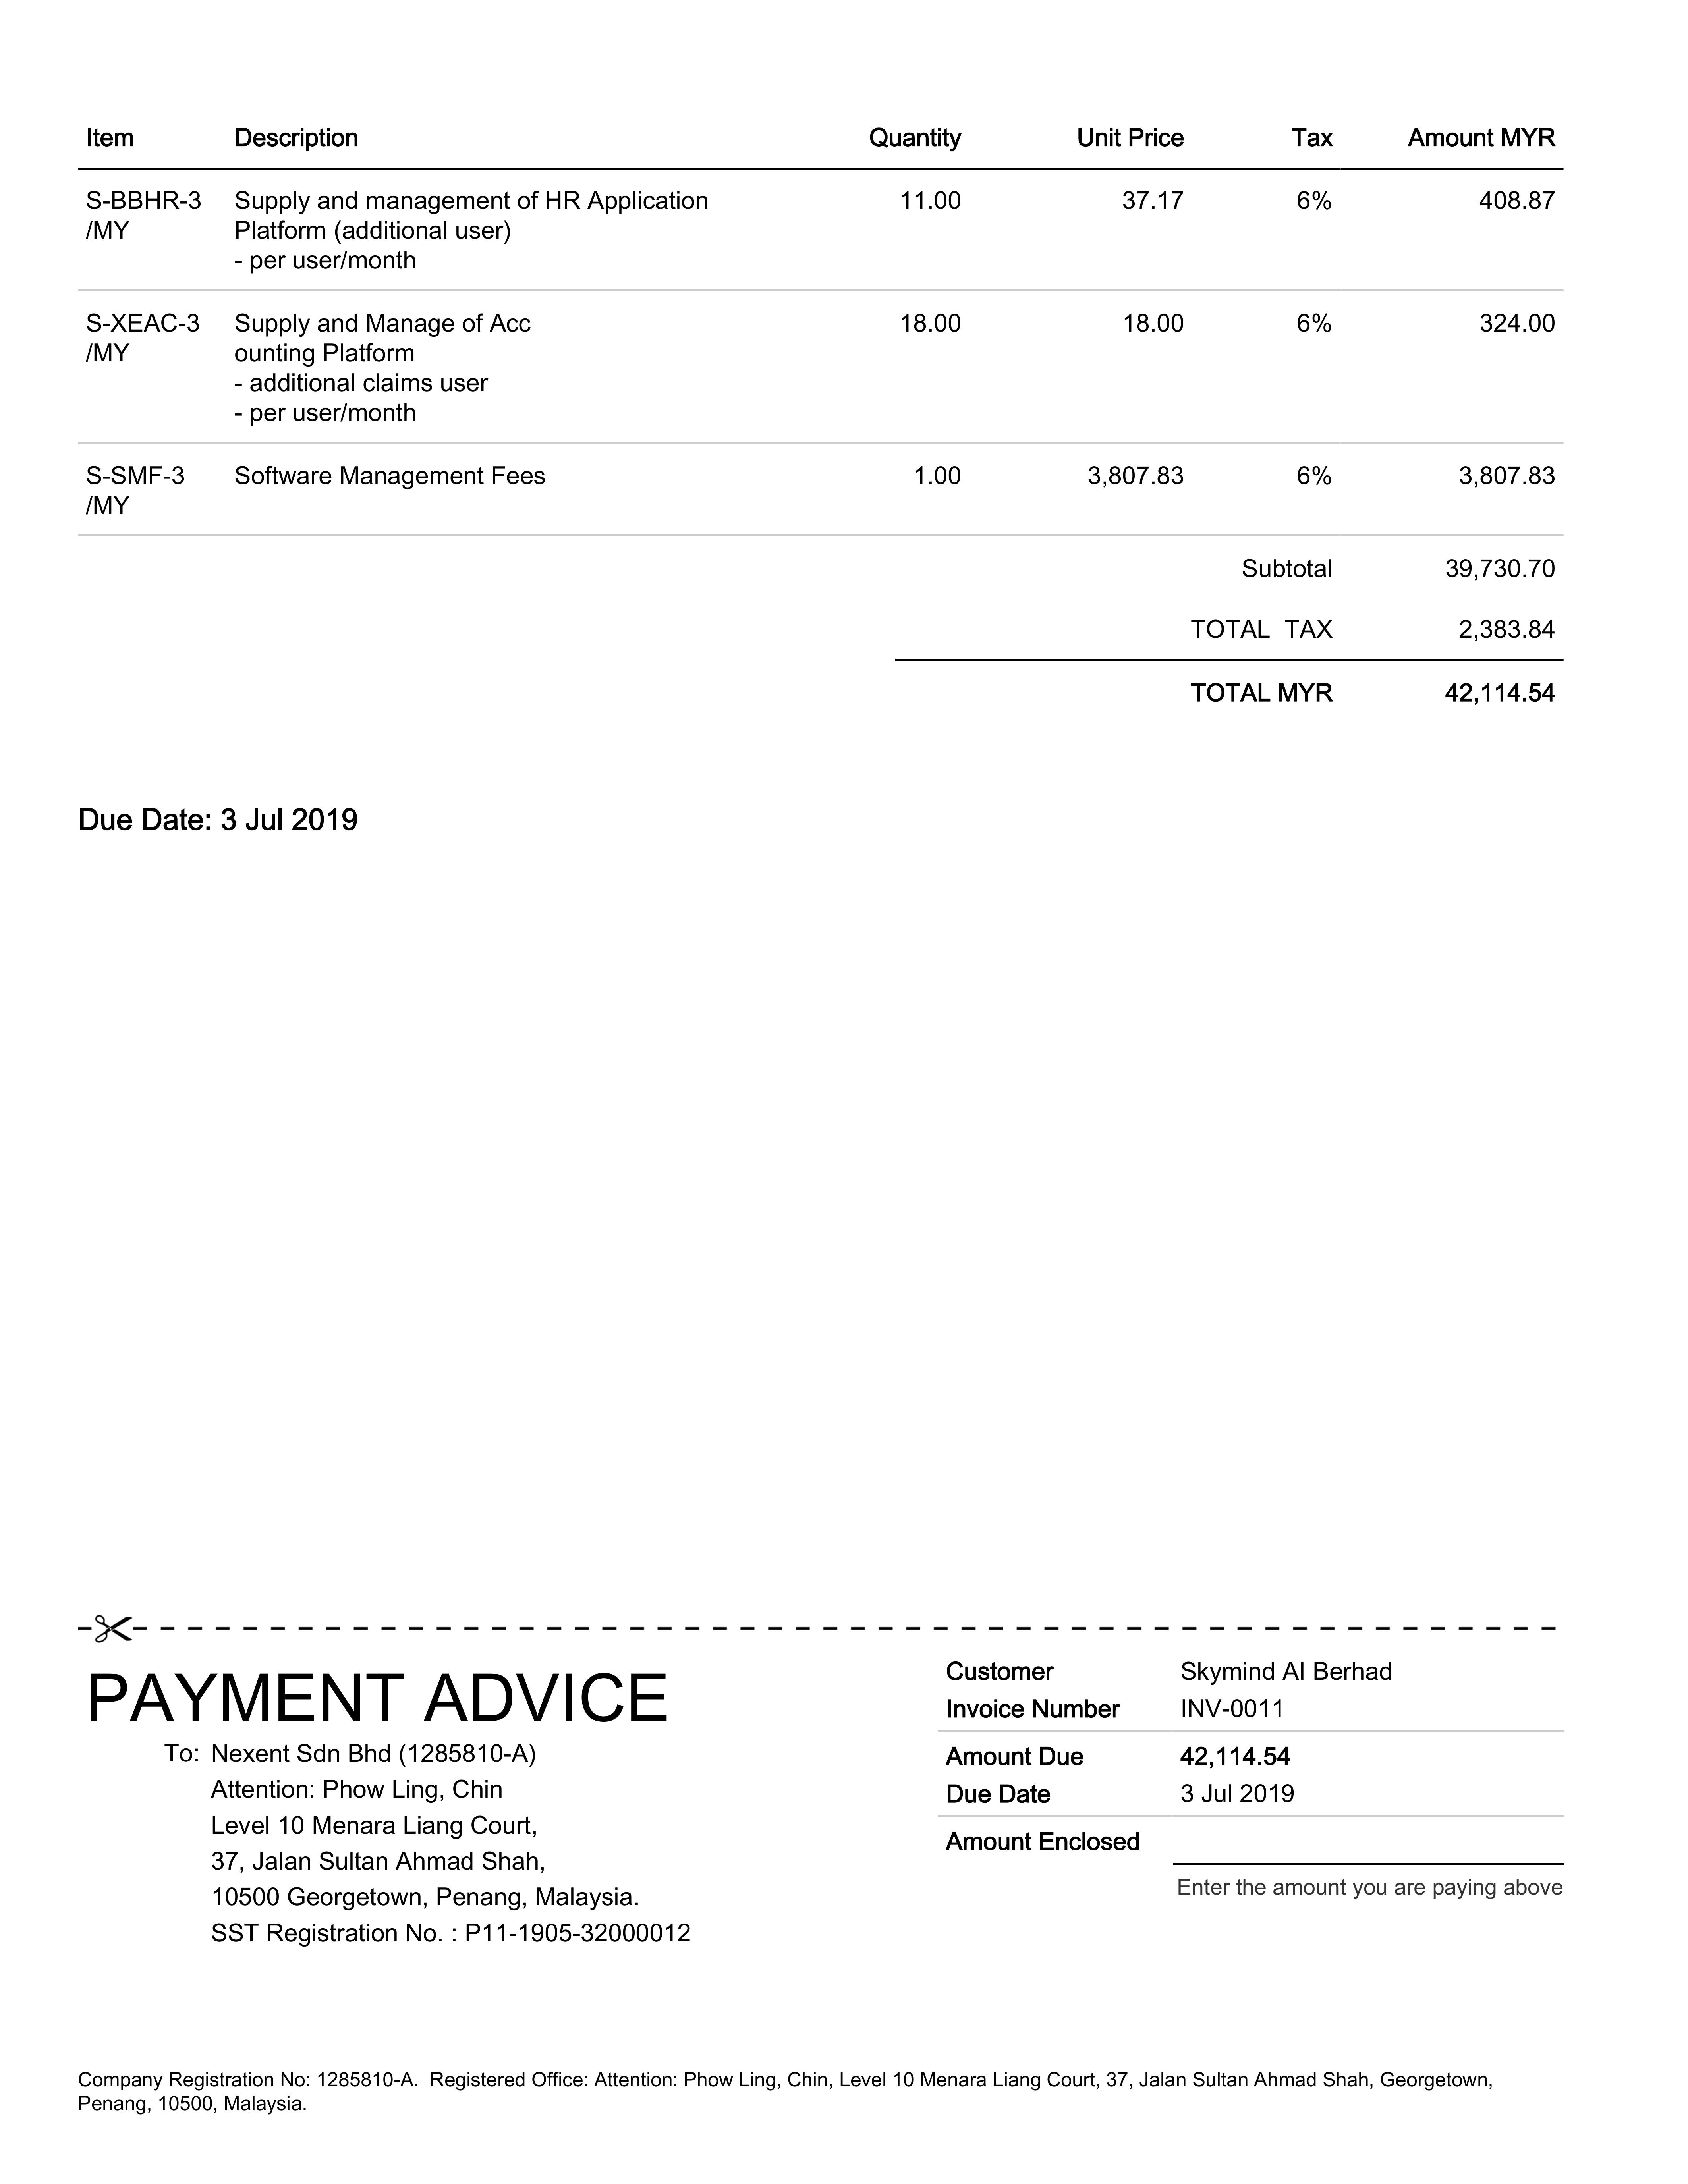 Item Description Quantity Unit Price Tax Amount MYR
S-BBHR-3 Supply and management of HR Application 11.00 37.17 6% 408.87
/MY Platform (additional user)
- per user/month
S-XEAC-3 Supply and Manage of Acc 18.00 18.00 6% 324.00
/MY ounting Platform
- additional claims user
- per user/month
S-SMF-3 Software Management Fees 1.00 3,807.83 6% 3,807.83
/MY
Subtotal 39,730.70
TOTAL TAX 2,383.84
TOTAL MYR 42,114.54
Due Date: 3 Jul 2019
PAYMENT ADVICE
To: Nexent Sdn Bhd (1285810-A)
Attention: Phow Ling, Chin
Level 10 Menara Liang Court,
37, Jalan Sultan Ahmad Shah,
10500 Georgetown, Penang, Malaysia.
SST Registration No. : P11-1905-32000012
Customer Skymind AI Berhad
Invoice Number INV-0011
Amount Due 42,114.54
Due Date 3 Jul 2019
Amount Enclosed
Enter the amount you are paying above
Company Registration No: 1285810-A. Registered Office: Attention: Phow Ling, Chin, Level 10 Menara Liang Court, 37, Jalan Sultan Ahmad Shah, Georgetown,
Penang, 10500, Malaysia.